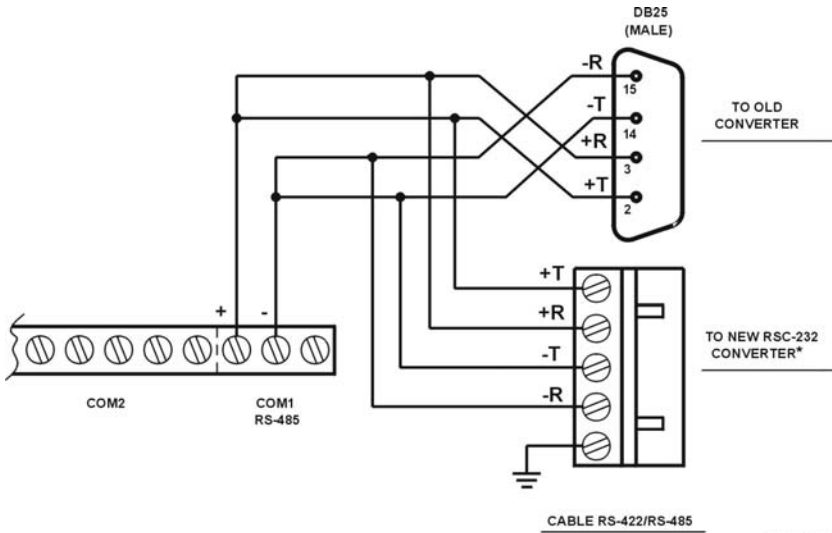 DB25
(MALE)
-R
15
-T
14
+R
3
+T
2
TO OLD
CONVERTER
+T
+R
-T
-R
TO NEW RSC-232
CONVERTER*
+ -
COM2
COM1
RS-485
CABLE RS-422/RS-485